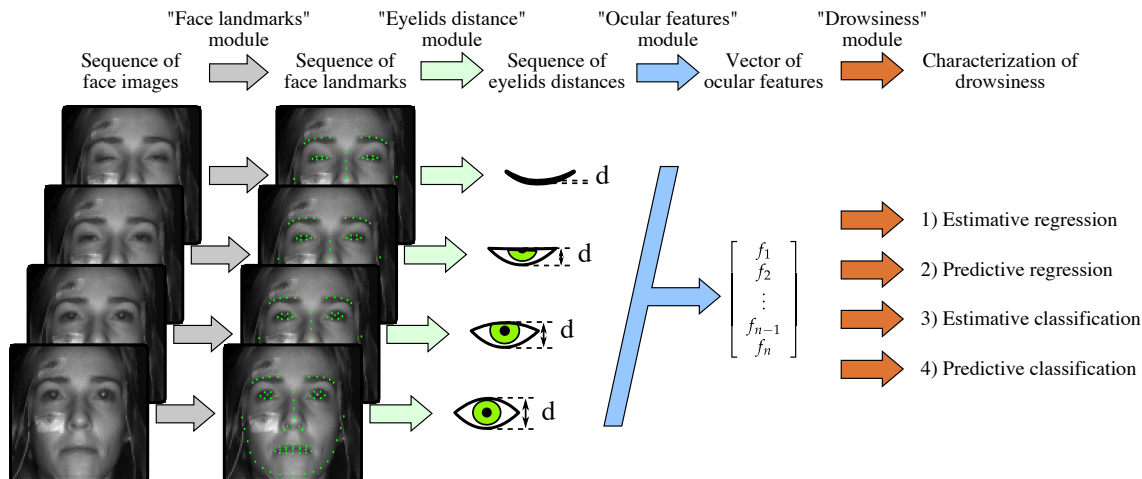 "Face landmarks"
module
"Eyelids distance"
module
"Ocular features"
module
"Drowsiness"
module
Sequence of
face images
Sequence of
face landmarks
Sequence of
eyelids distances
Vector of
ocular features
Characterization of
drowsiness
d
d
d
d
f1
f2
⋮
fn−1
fn
1) Estimative regression
2) Predictive regression
3) Estimative classification
4) Predictive classification